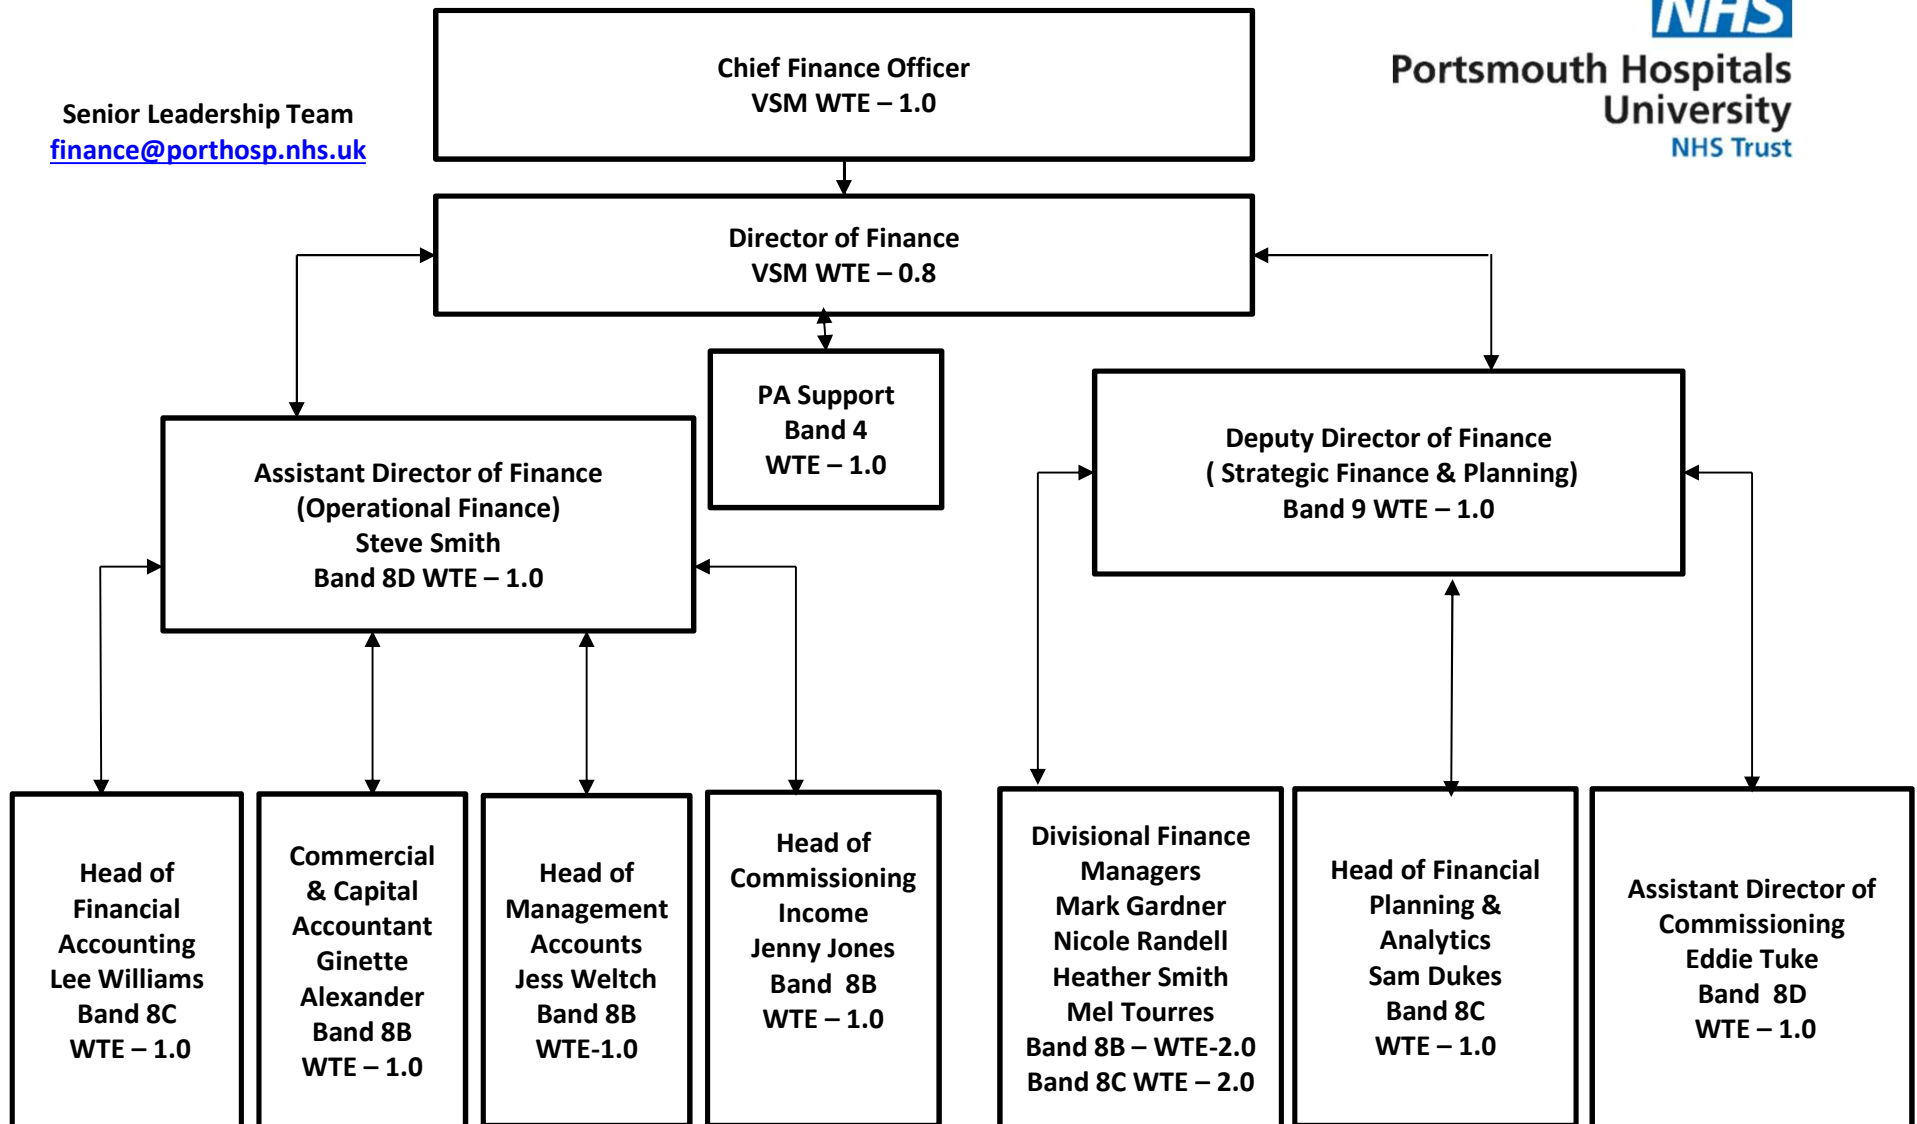 NHS
Portsmouth Hospitals
University
NHS Trust
Senior Leadership Team
finance@porthosp.nhs.uk
Chief Finance Officer
VSM WTE – 1.0
Director of Finance
VSM WTE – 0.8
PA Support
Band 4
WTE – 1.0
Assistant Director of Finance
(Operational Finance)
Steve Smith
Band 8D WTE – 1.0
Deputy Director of Finance
( Strategic Finance & Planning)
Band 9 WTE – 1.0
Head of
Financial
Accounting
Lee Williams
Band 8C
WTE – 1.0
Commercial
& Capital
Accountant
Ginette
Alexander
Band 8B
WTE – 1.0
Head of
Management
Accounts
Jess Weltch
Band 8B
WTE-1.0
Head of
Commissioning
Income
Jenny Jones
Band  8B
WTE – 1.0
Divisional Finance
Managers
Mark Gardner
Nicole Randell
Heather Smith
Mel Tourres
Band 8B – WTE-2.0
Band 8C WTE – 2.0
Head of Financial
Planning &
Analytics
Sam Dukes
Band 8C
WTE – 1.0
Assistant Director of
Commissioning
Eddie Tuke
Band  8D
WTE – 1.0